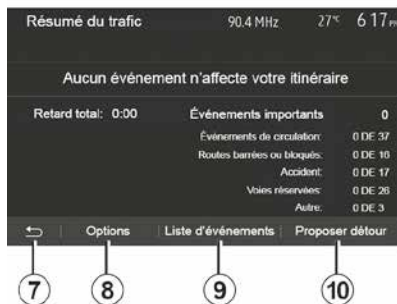 Résumé du trafic 90.4 MHz 27°C 6 17 PM
Aucun événement n'affecte votre itinéraire
Retard total: 0:00 Événements importants 0
Événements de circulation: 0 DE 37
Routes barrées ou bloqués: 0 DE 16
Accident: 0 DE 17
Voies réservées: 0 DE 26
Autre: 0 DE 3
Options Liste d'événements Proposer détour
7 8 9 10